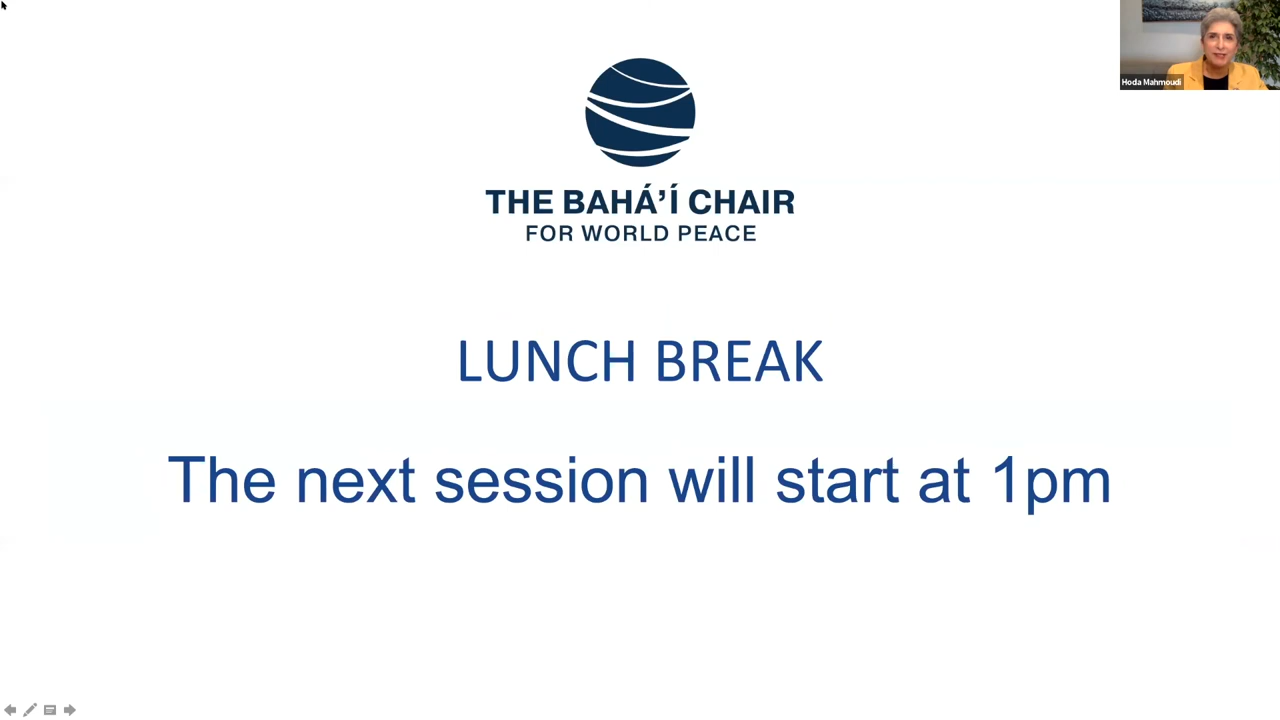 Hoda Mahmoudi
THE BAHÁ’Í CHAIR
FOR WORLD PEACE
LUNCH BREAK
The next session will start at 1pm